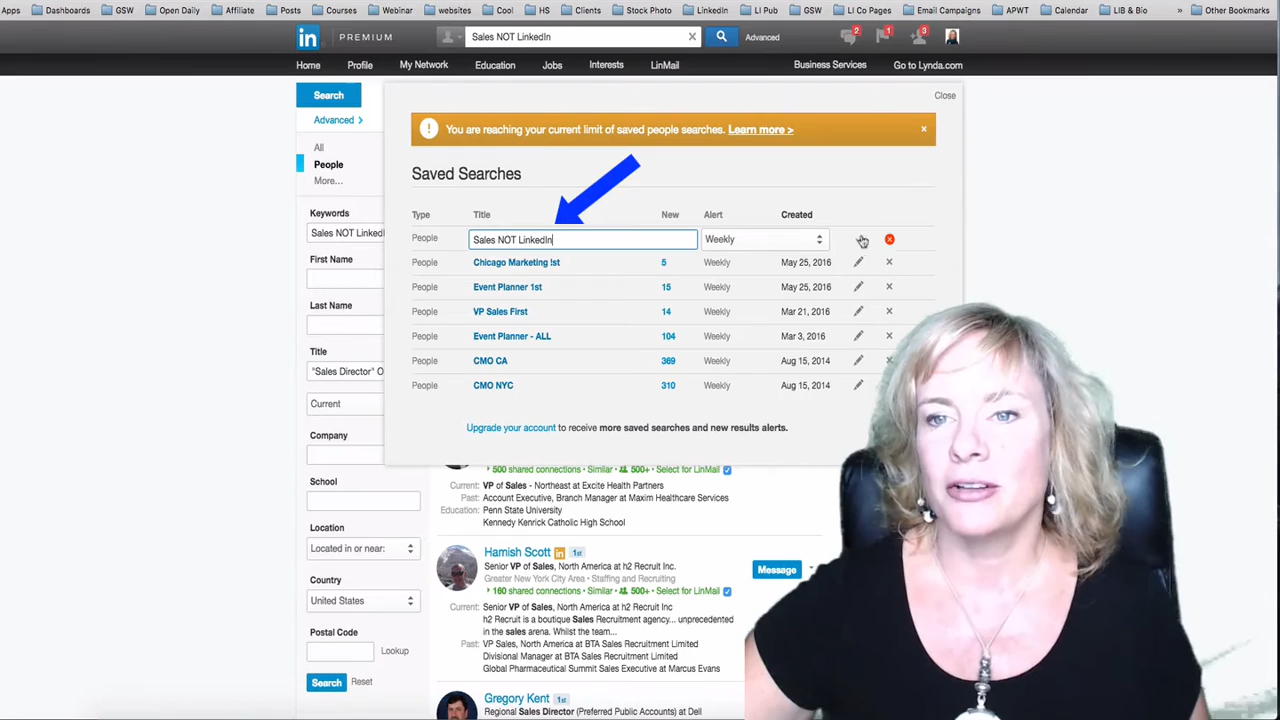 Apps Dashboards GSW Open Daily Affiliate Posts Courses Webinar websites Cool HS Clients Stock Photo LinkedIn LI Pub GSW LI Co Pages Email Campaigns APWT Calendar LIB & Bio » Other Bookmarks
in PREMIUM Sales NOT LinkedIn Advanced 2 1 3
Home Profile My Network Education Jobs Interests LinMail Business Services Go to Lynda.com
Search
Close
Advanced >
! You are reaching your current limit of saved people searches. Learn more > ×
All
People
More...
Saved Searches
Type Title New Alert Created
People Sales NOT LinkedIn Weekly
People Chicago Marketing !st 5 Weekly May 25, 2016
People Event Planner 1st 15 Weekly May 25, 2016
People VP Sales First 14 Weekly Mar 21, 2016
People Event Planner - ALL 104 Weekly Mar 3, 2016
People CMO CA 369 Weekly Aug 15, 2014
People CMO NYC 310 Weekly Aug 15, 2014
Upgrade your account to receive more saved searches and new results alerts.
Keywords
Sales NOT LinkedI
First Name
Last Name
Title
"Sales Director" O
Current
Company
School
Location
Located in or near:
Country
United States
Postal Code
Lookup
Search Reset
500 shared connections • Similar • 500+ • Select for LinMail
Current: VP of Sales - Northeast at Excite Health Partners
Past: Account Executive, Branch Manager at Maxim Healthcare Services
Education: Penn State University
Kennedy Kenrick Catholic High School
Hamish Scott in 1st
Senior VP of Sales, North America at h2 Recruit Inc.
Greater New York City Area • Staffing and Recruiting
160 shared connections • Similar • 500+ • Select for LinMail
Message
Current: Senior VP of Sales, North America at h2 Recruit Inc
h2 Recruit is a boutique Sales Recruitment agency... unprecedented
in the sales arena. Whilst the team...
Past: VP Sales, North America at BTA Sales Recruitment Limited
Divisional Manager at BTA Sales Recruitment Limited
Global Pharmaceutical Summit Sales Executive at Marcus Evans
Gregory Kent 1st
Regional Sales Director (Preferred Public Accounts) at Dell